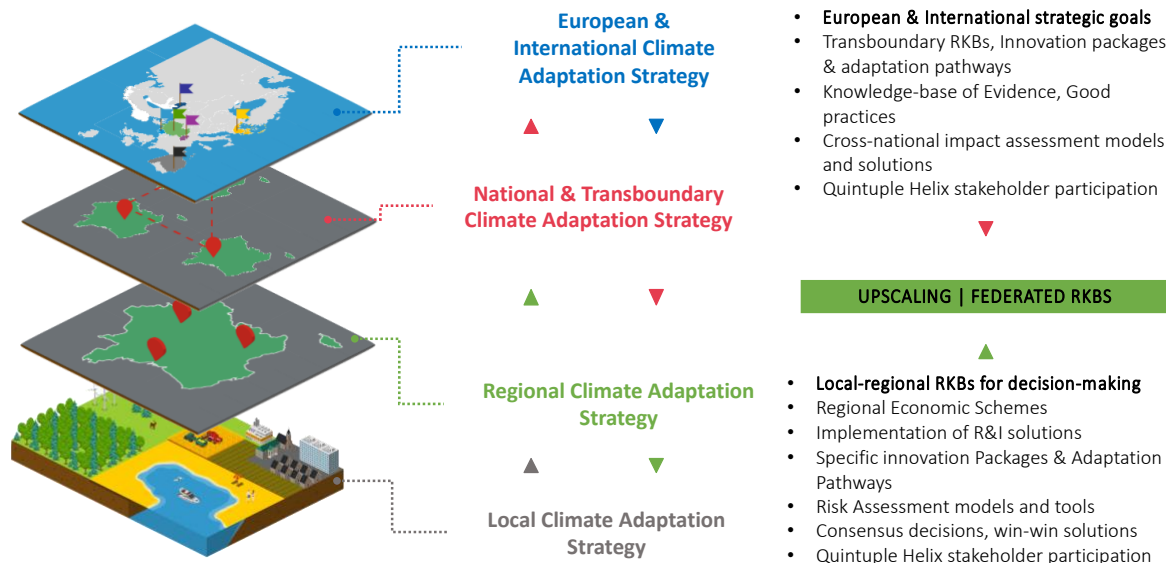 European &
International Climate
Adaptation Strategy
National & Transboundary
Climate Adaptation Strategy
Regional Climate Adaptation
Strategy
Local Climate Adaptation
Strategy
• European & International strategic goals
• Transboundary RKBs, Innovation packages
& adaptation pathways
• Knowledge-base of Evidence, Good
practices
• Cross-national impact assessment models
and solutions
• Quintuple Helix stakeholder participation
UPSCALING | FEDERATED RKBS
• Local-regional RKBs for decision-making
• Regional Economic Schemes
• Implementation of R&I solutions
• Specific innovation Packages & Adaptation
Pathways
• Risk Assessment models and tools
• Consensus decisions, win-win solutions
• Quintuple Helix stakeholder participation